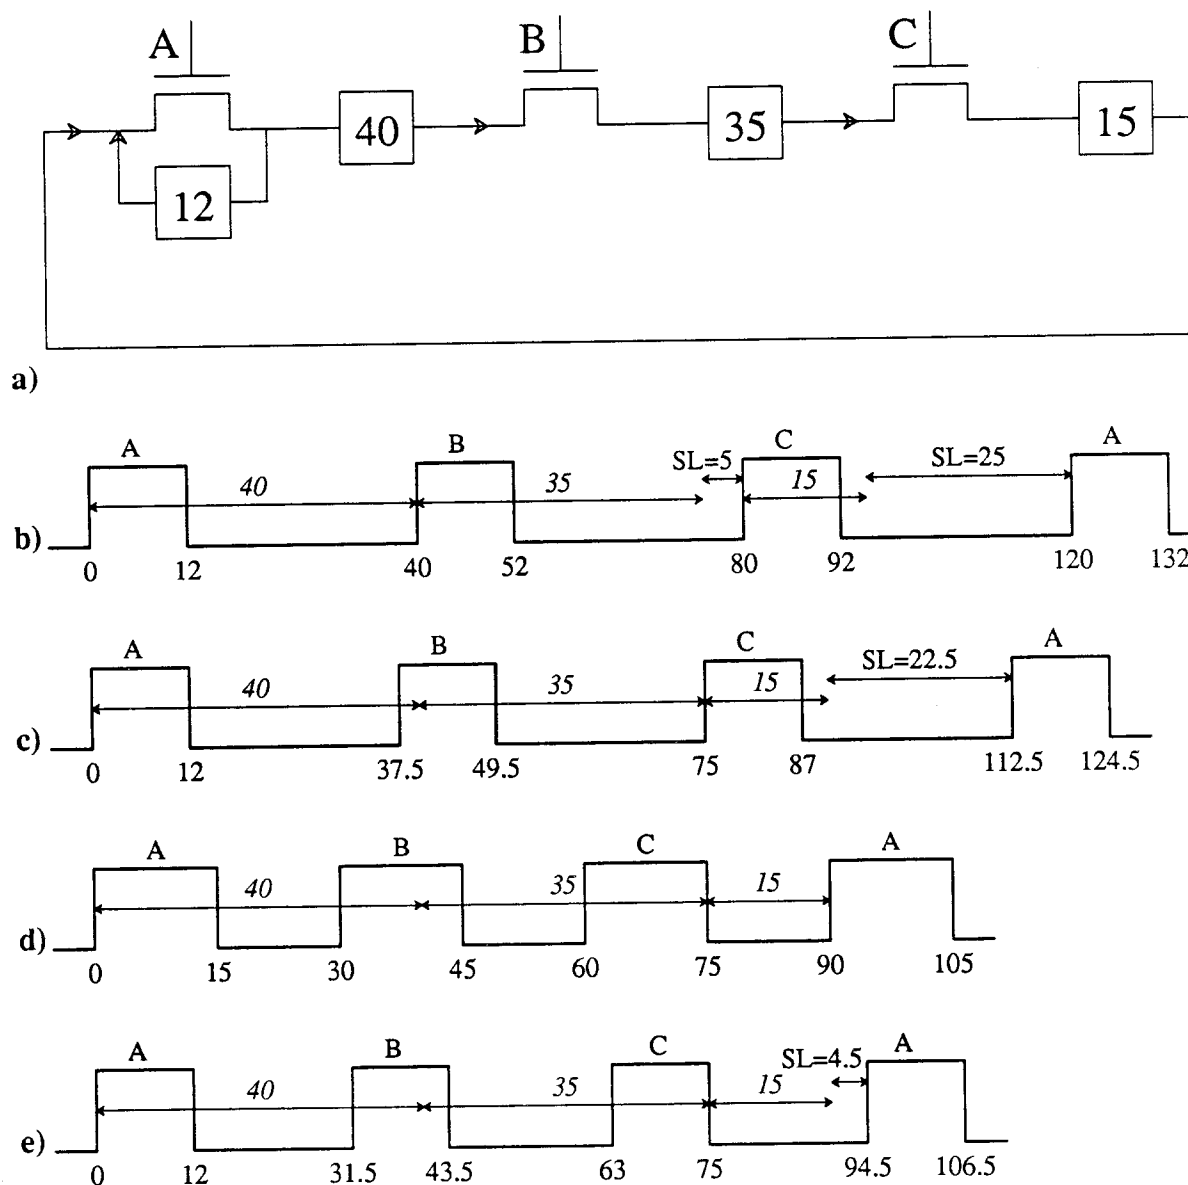 A B C
40 35 15
12
a)
A B C A
SL=5 SL=25
40 35 15
b)
0 12 40 52 80 92 120 132
A B C A
SL=22.5
40 35 15
c)
0 12 37.5 49.5 75 87 112.5 124.5
A B C A
40 35 15
d)
0 15 30 45 60 75 90 105
A B C A
SL=4.5
40 35 15
e)
0 12 31.5 43.5 63 75 94.5 106.5